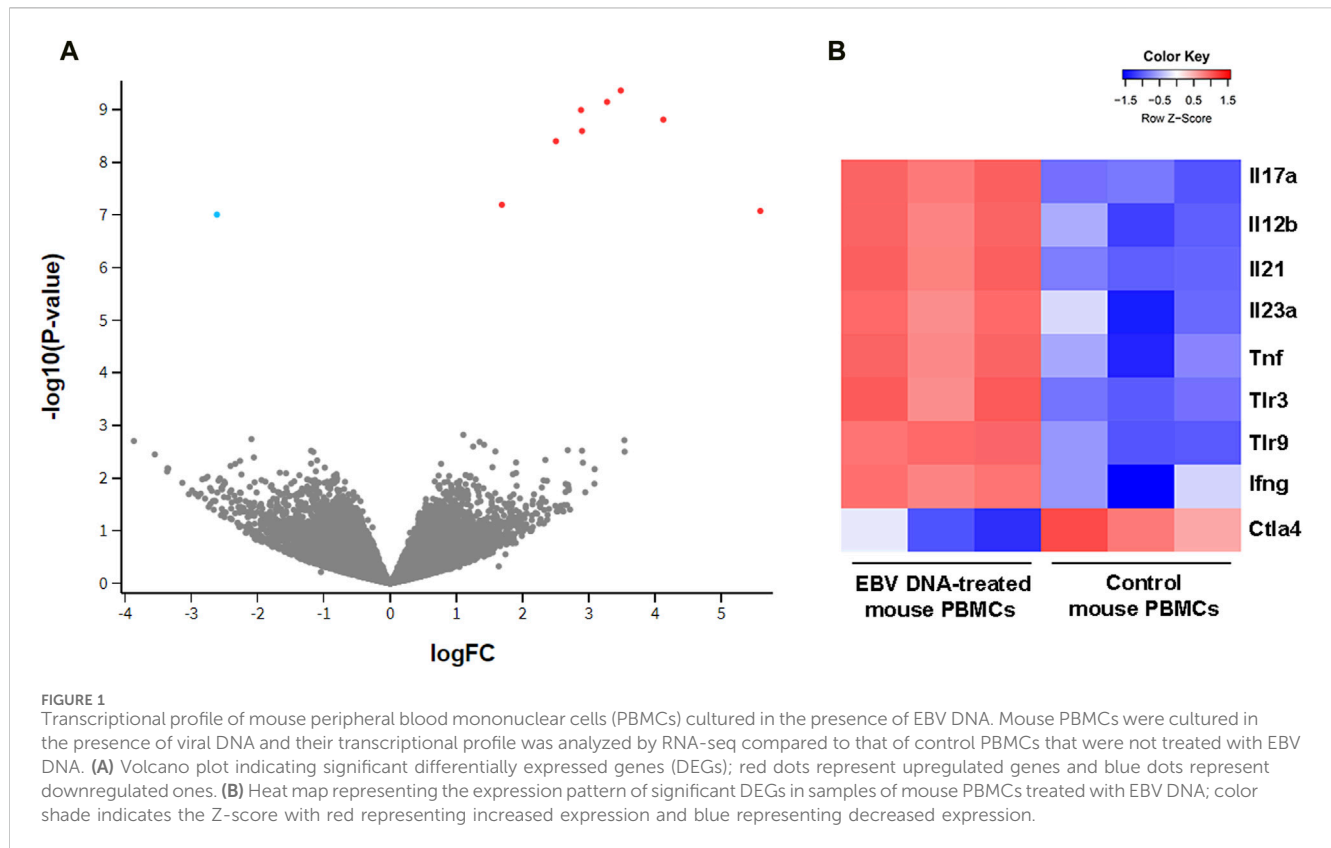 A
9
8
7
6
5
4
3
2
1
0
-log10(P-value)
-4 -3 -2 -1 0 1 2 3 4 5
logFC
B
Color Key
-1.5 -0.5 0.5 1.5
Row Z-Score
Il17a
Il12b
Il21
Il23a
Tnf
Tlr3
Tlr9
Ifng
Ctla4
EBV DNA-treated
mouse PBMCs
Control
mouse PBMCs
FIGURE 1
Transcriptional profile of mouse peripheral blood mononuclear cells (PBMCs) cultured in the presence of EBV DNA. Mouse PBMCs were cultured in
the presence of viral DNA and their transcriptional profile was analyzed by RNA-seq compared to that of control PBMCs that were not treated with EBV
DNA. (A) Volcano plot indicating significant differentially expressed genes (DEGs); red dots represent upregulated genes and blue dots represent
downregulated ones. (B) Heat map representing the expression pattern of significant DEGs in samples of mouse PBMCs treated with EBV DNA; color
shade indicates the Z-score with red representing increased expression and blue representing decreased expression.